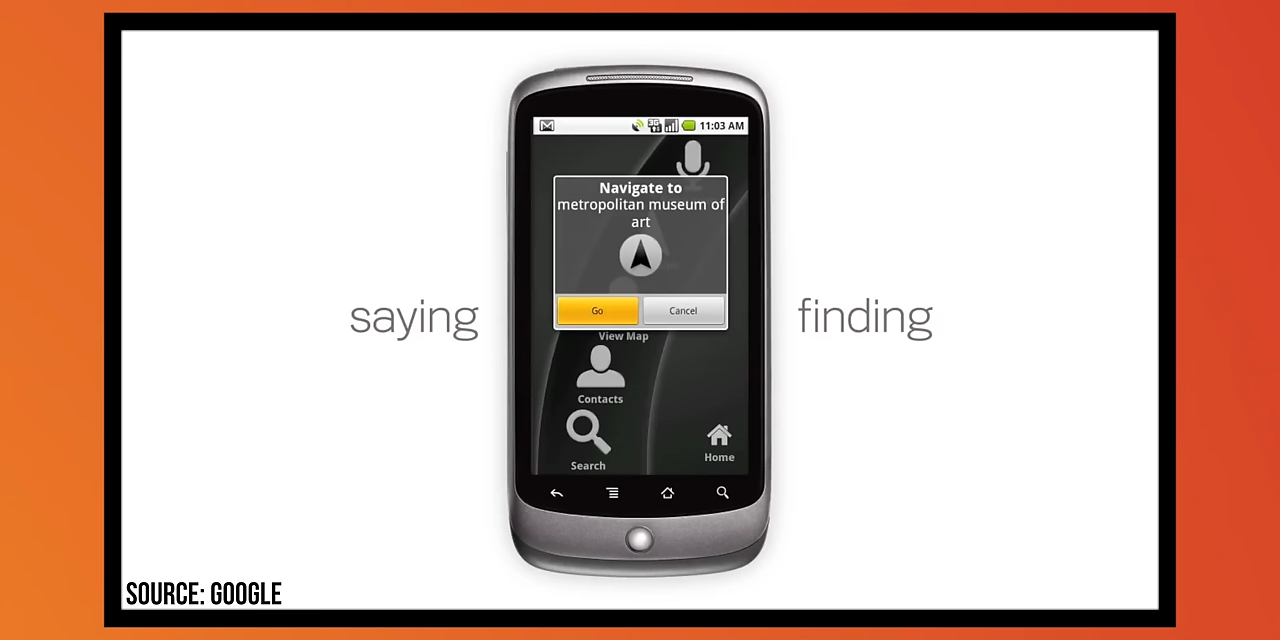 3G
11:03 AM
Navigate to
metropolitan museum of
art
Go
Cancel
saying
finding
View Map
Contacts
Search
Home
SOURCE: GOOGLE